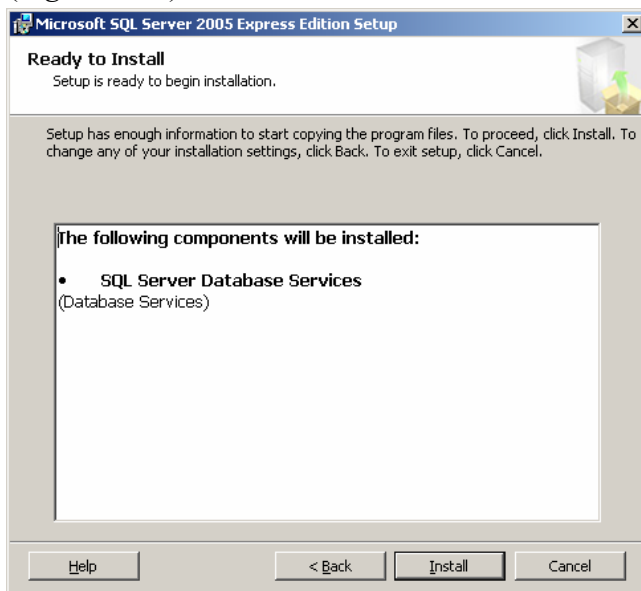 Microsoft SQL Server 2005 Express Edition Setup
Ready to Install
Setup is ready to begin installation.
Setup has enough information to start copying the program files. To proceed, click Install. To
change any of your installation settings, click Back. To exit setup, click Cancel.
The following components will be installed:
• SQL Server Database Services
(Database Services)
Help
< Back
Install
Cancel